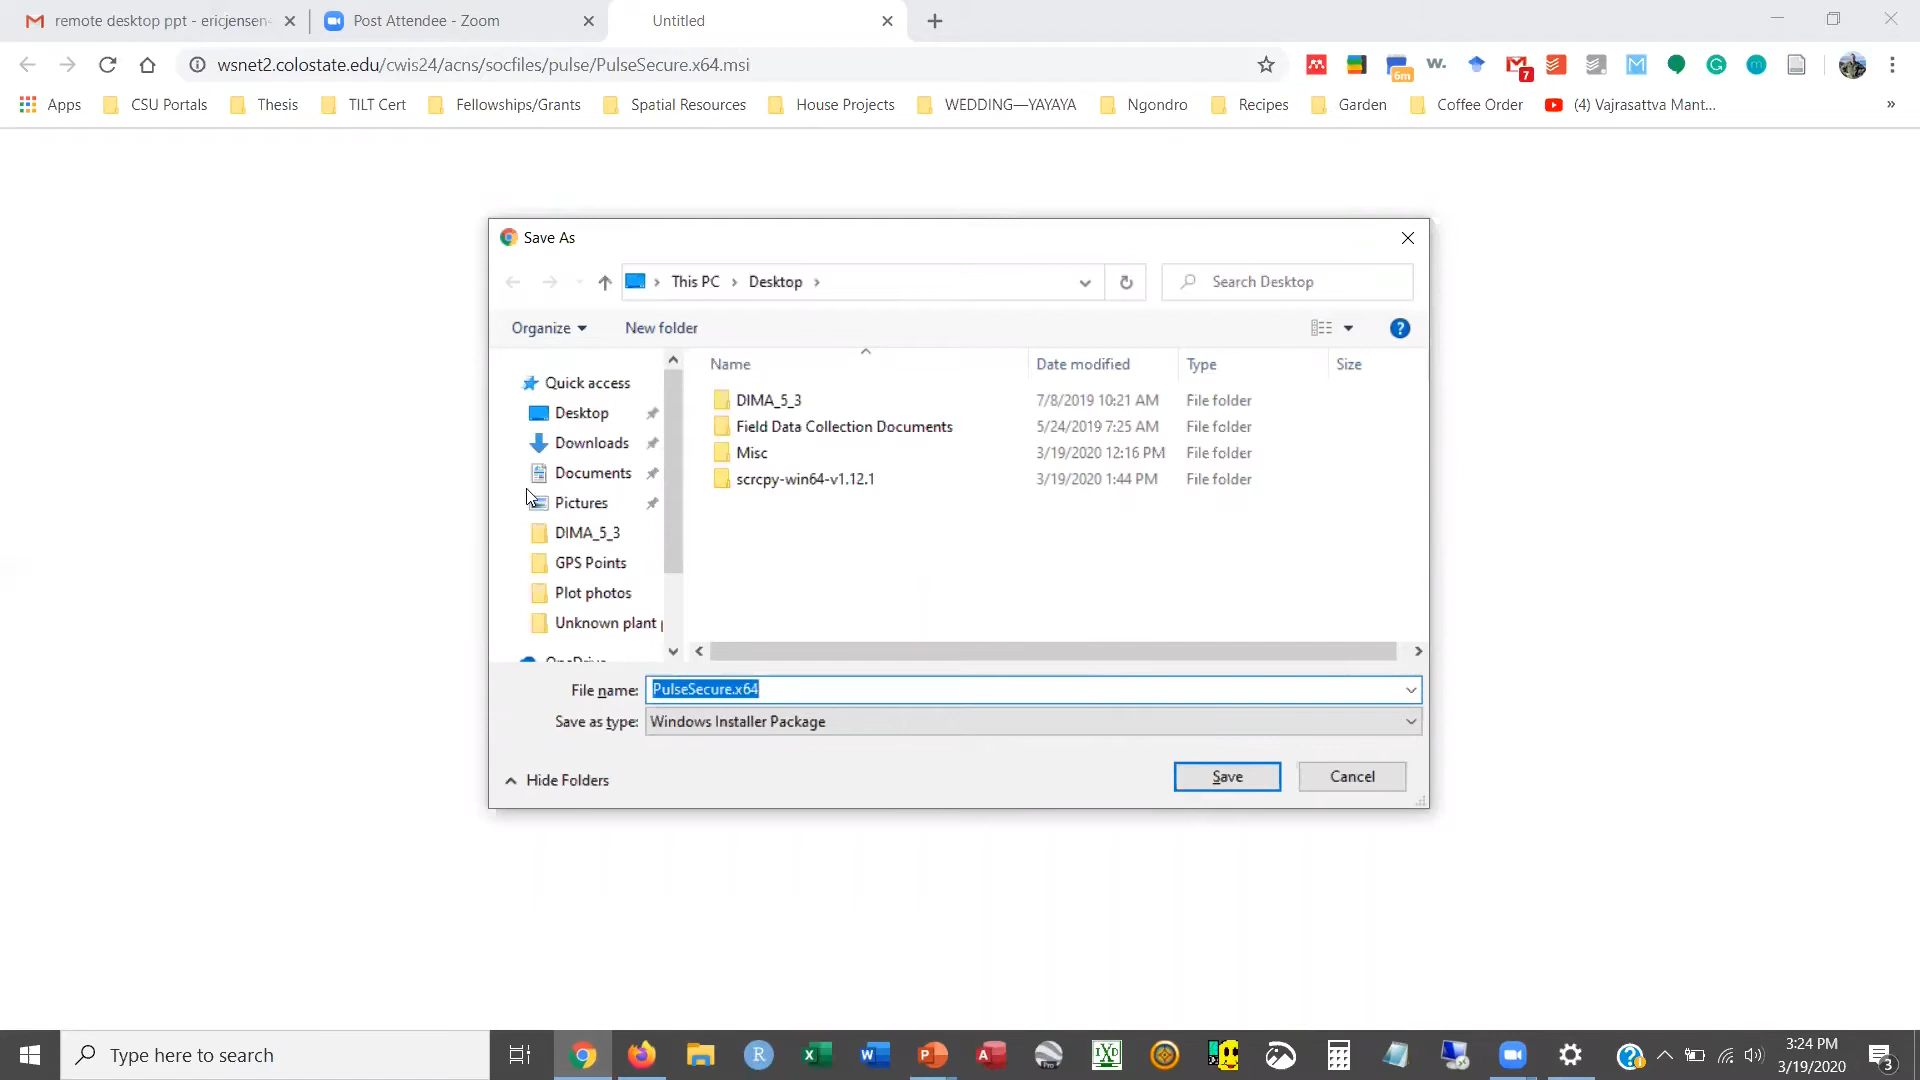 remote desktop ppt - ericjensen
Post Attendee - Zoom
Untitled
wsnet2.colostate.edu/cwis24/acns/socfiles/pulse/PulseSecure.x64.msi
6m
w.
7
Apps
CSU Portals
Thesis
TILT Cert
Fellowships/Grants
Spatial Resources
House Projects
WEDDING—YAYAYA
Ngondro
Recipes
Garden
Coffee Order
(4) Vajrasattva Mant...
»
Save As
This PC > Desktop >
Search Desktop
Organize
New folder
Name
Date modified
Type
Size
Quick access
Desktop
Downloads
Documents
Pictures
DIMA_5_3
GPS Points
Plot photos
Unknown plant
OneDrive
DIMA_5_3 7/8/2019 10:21 AM File folder
Field Data Collection Documents 5/24/2019 7:25 AM File folder
Misc 3/19/2020 12:16 PM File folder
scrcpy-win64-v1.12.1 3/19/2020 1:44 PM File folder
File name: PulseSecure.x64
Save as type: Windows Installer Package
Hide Folders
Save
Cancel
Type here to search
3:24 PM
3/19/2020
3